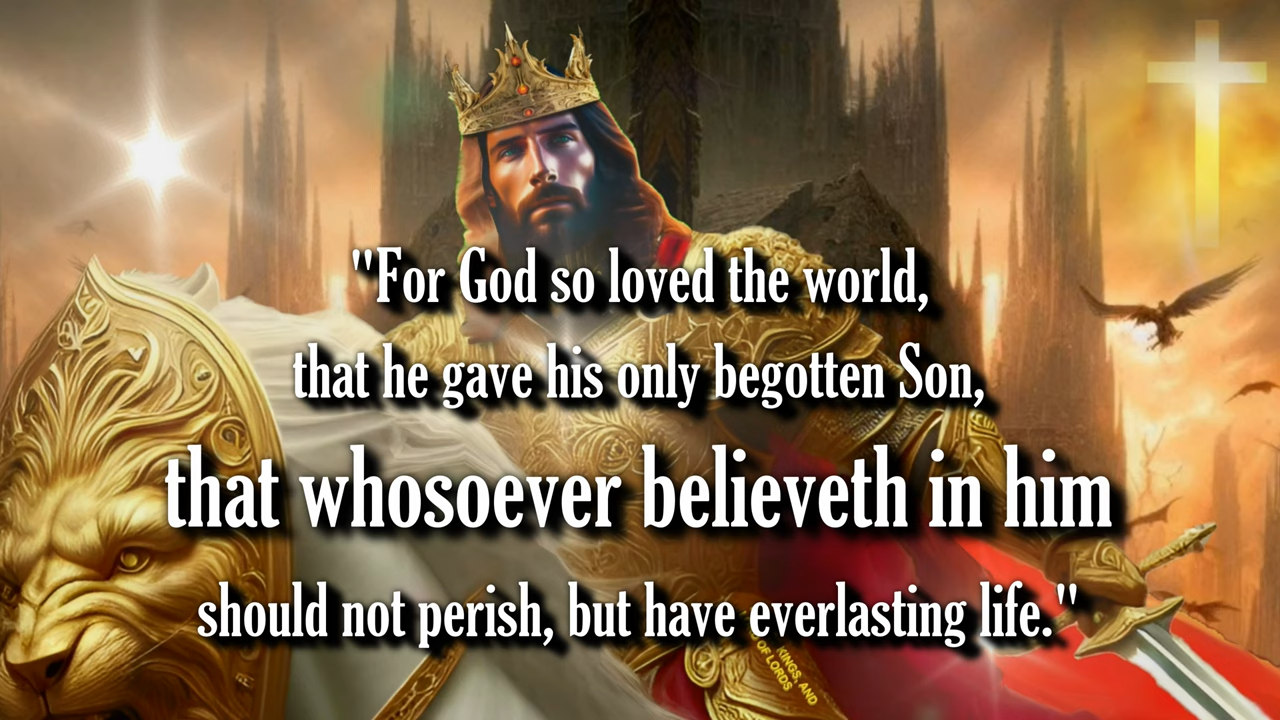 "For God so loved the world,
that he gave his only begotten Son,
that whosoever believeth in him
should not perish, but have everlasting life."
KINGS AND
OF LORDS